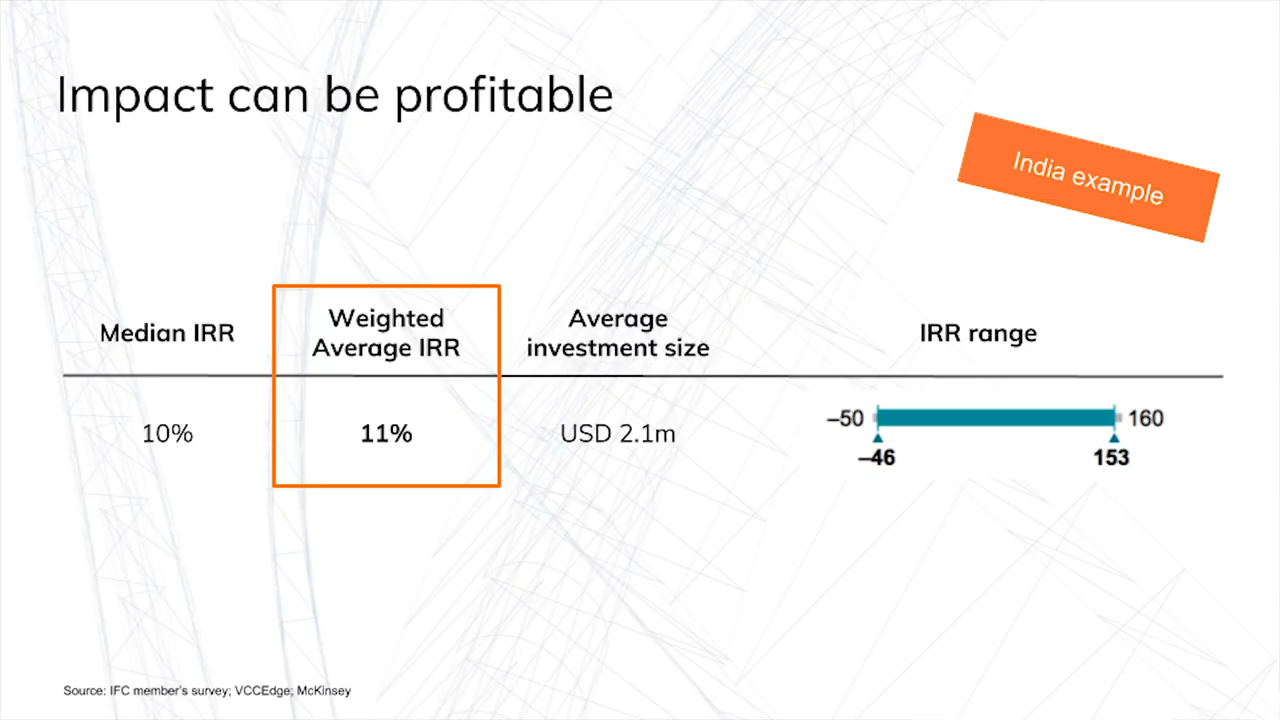 Impact can be profitable
India example
Median IRR
Weighted
Average IRR
Average
investment size
IRR range
10%
11%
USD 2.1m
–50
160
–46
153
Source: IFC member's survey; VCCEdge; McKinsey